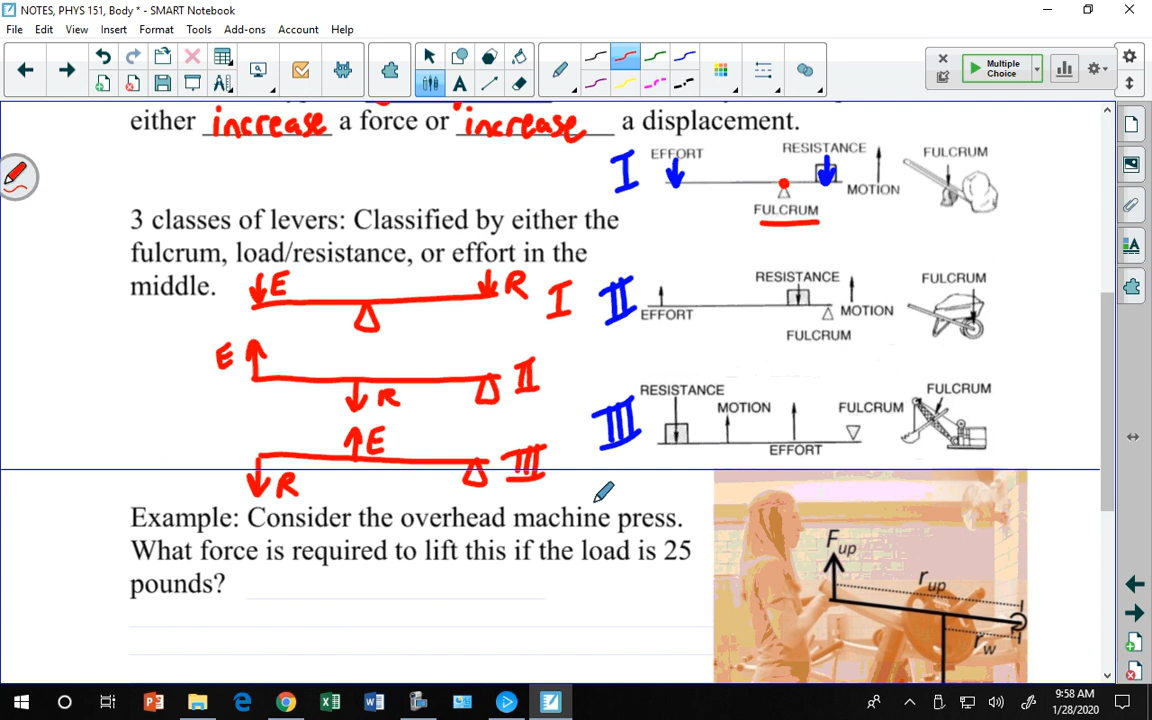 NOTES, PHYS 151, Body * - SMART Notebook
File Edit View Insert Format Tools Add-ons Account Help
Multiple
Choice
either increase a force or increase a displacement.
I EFFORT RESISTANCE MOTION FULCRUM
FULCRUM
3 classes of levers: Classified by either the
fulcrum, load/resistance, or effort in the
middle.
E R I
II EFFORT RESISTANCE MOTION FULCRUM
FULCRUM
E R II
III RESISTANCE MOTION EFFORT FULCRUM FULCRUM
E R III
Example: Consider the overhead machine press.
What force is required to lift this if the load is 25
pounds?
Fup
rup
rw
9:58 AM
1/28/2020